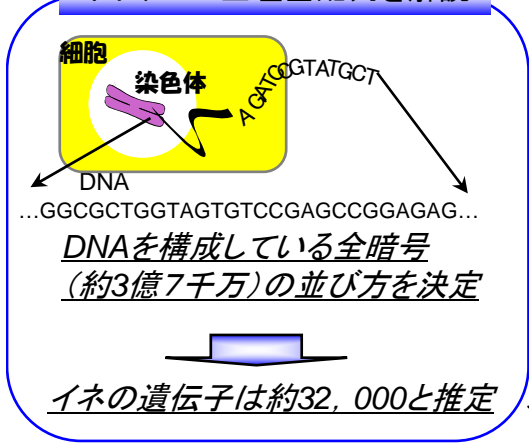 細胞
染色体
AGATCCGTATGCT
DNA
…GGCGCTGGTAGTGTCCGAGCCGGAGAG…
DNAを構成している全暗号
（約3億7千万）の並び方を決定
イネの遺伝子は約32，000と推定